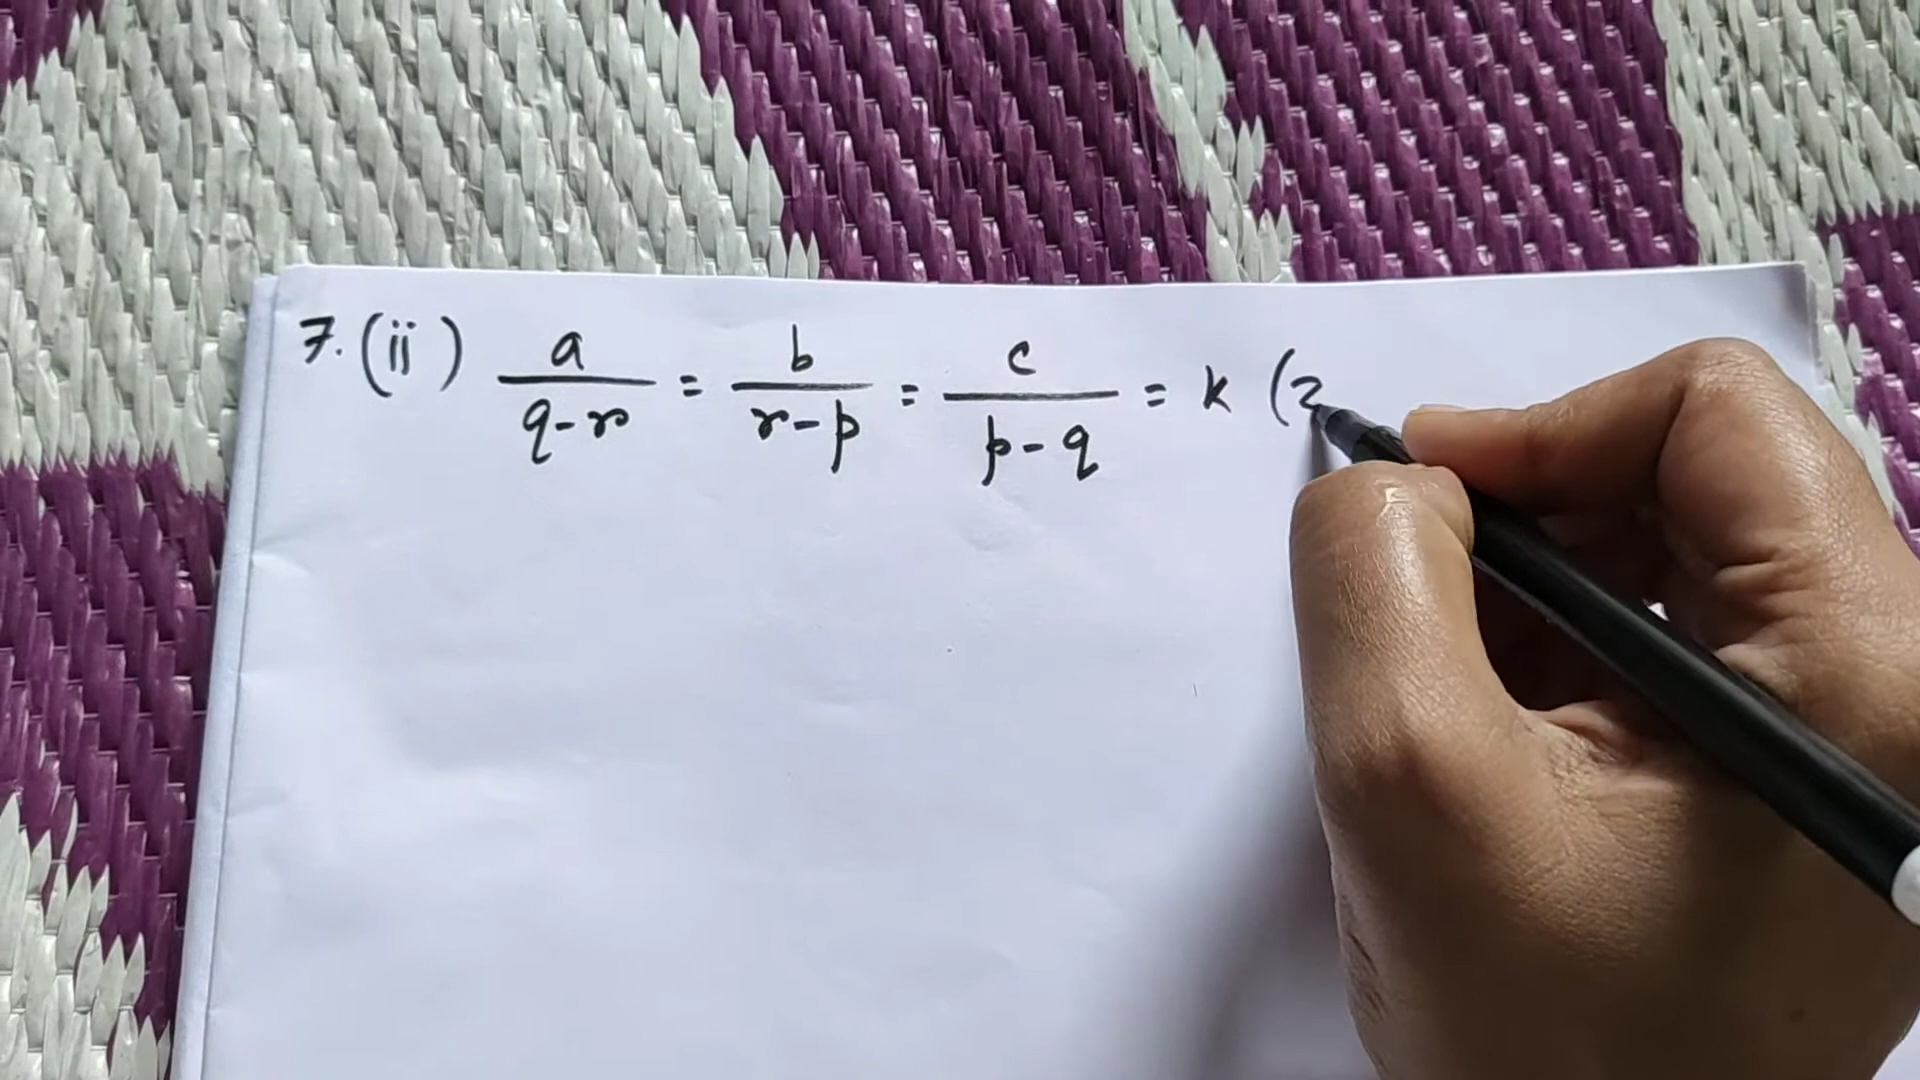 7. (ii) a/(q-r) = b/(r-p) = c/(p-q) = k (